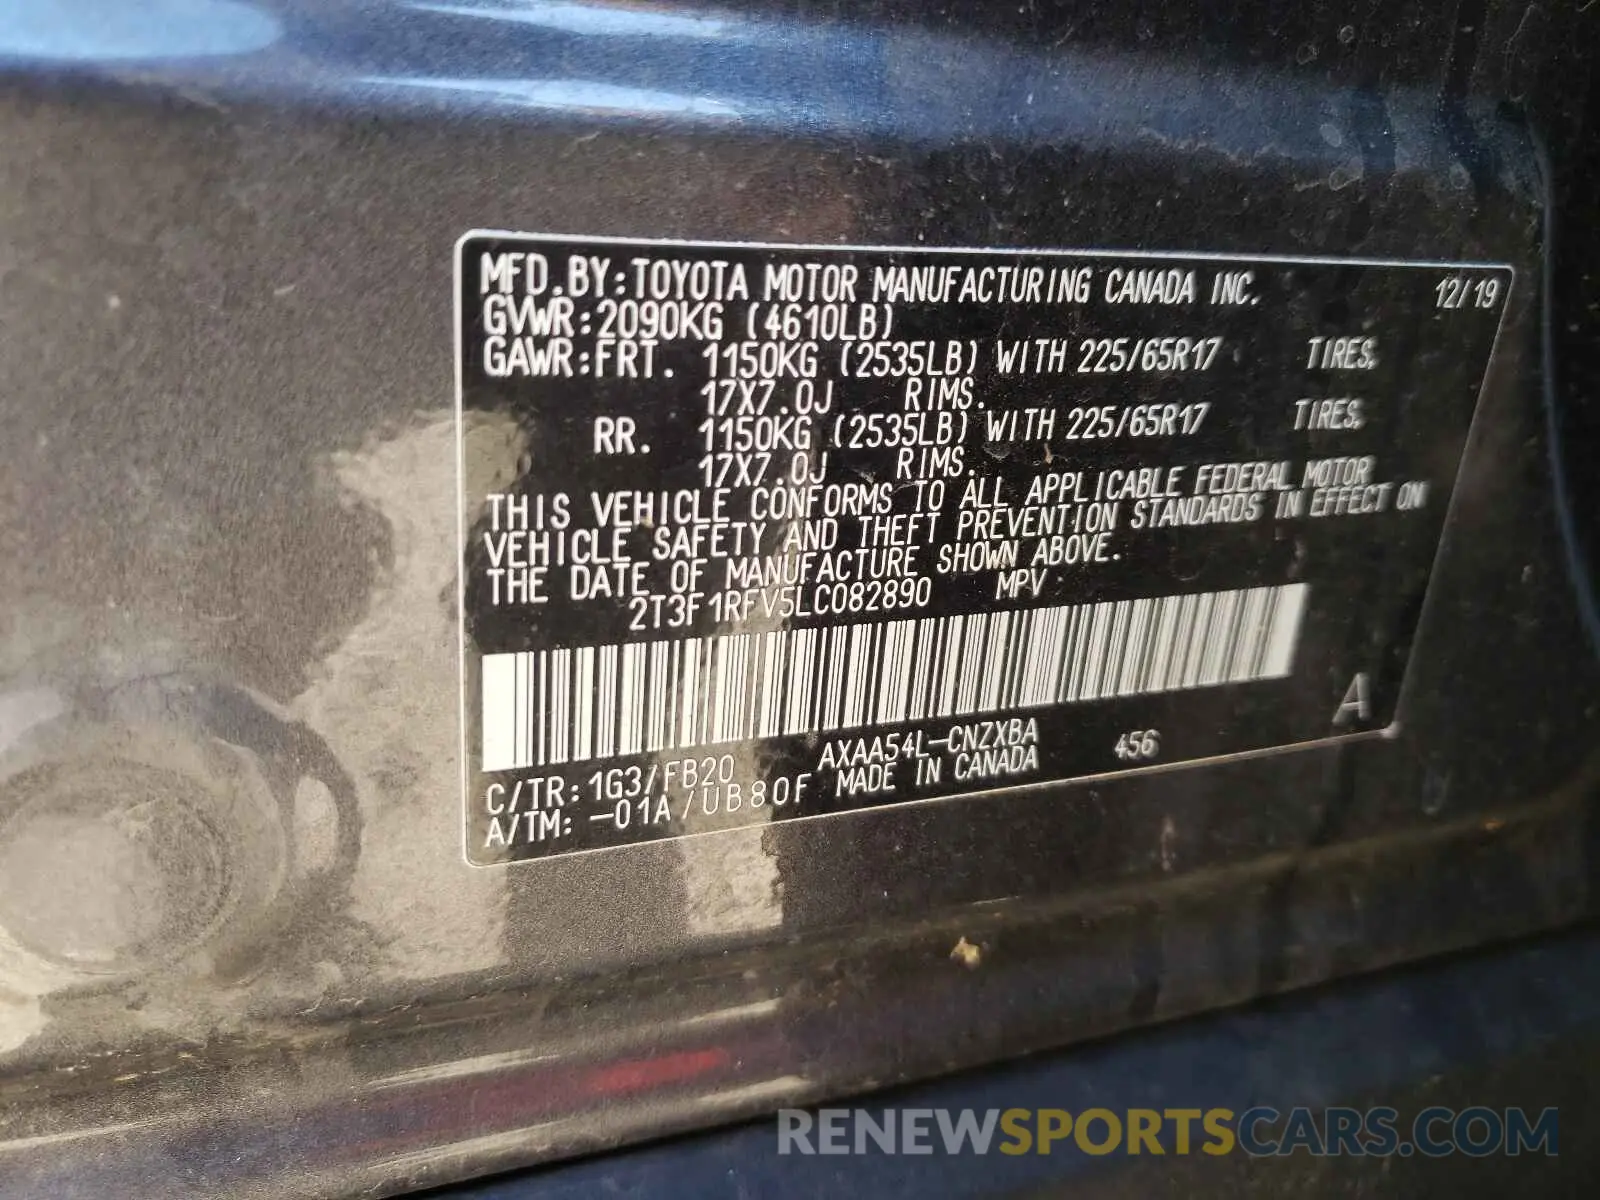 MFD.BY:TOYOTA MOTOR MANUFACTURING CANADA INC. 12/19
GVWR:2090KG (4610LB)
GAWR:FRT. 1150KG (2535LB) WITH 225/65R17 TIRES,
17X7.0J RIMS.
RR. 1150KG (2535LB) WITH 225/65R17 TIRES,
17X7.0J RIMS.
THIS VEHICLE CONFORMS TO ALL APPLICABLE FEDERAL MOTOR
VEHICLE SAFETY AND THEFT PREVENTION STANDARDS IN EFFECT ON
THE DATE OF MANUFACTURE SHOWN ABOVE.
2T3F1RFV5LC082890 MPV
C/TR:1G3/FB20 AXAA54L-CNZXBA 456 A
A/TM:-01A/UB80F MADE IN CANADA
RENEWSPORTSCARS.COM